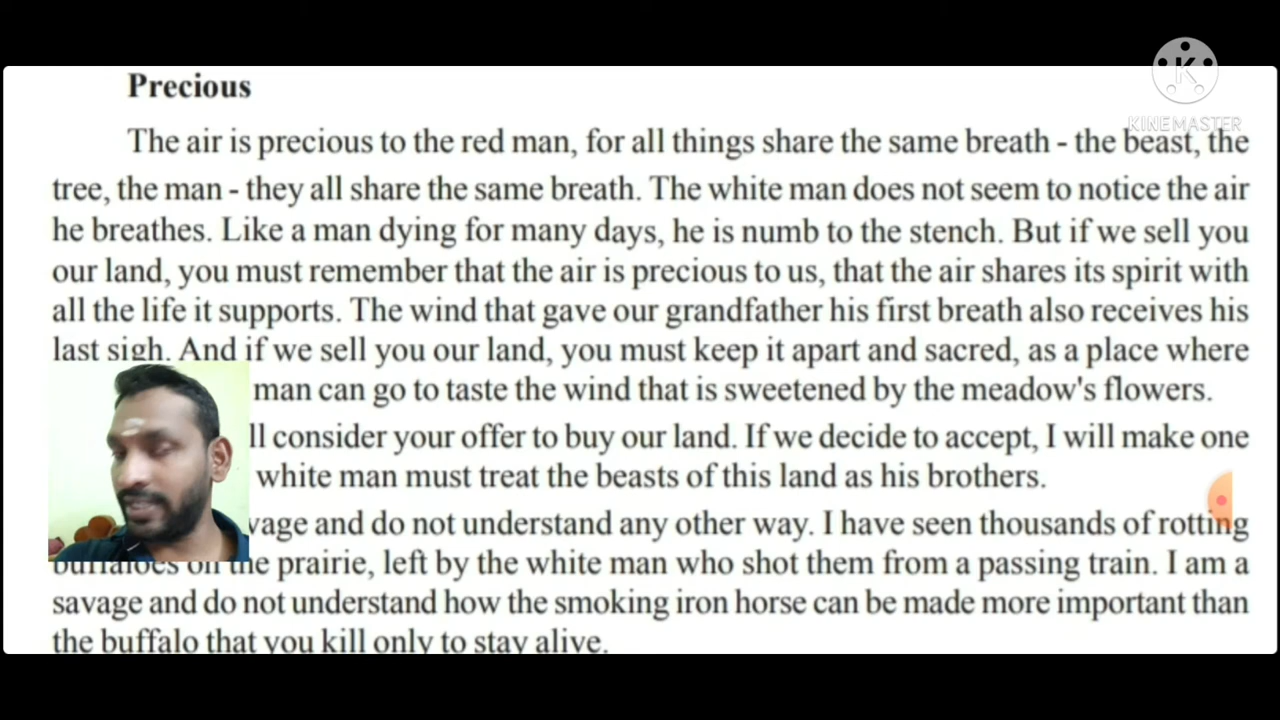 Precious
KINEMASTER
The air is precious to the red man, for all things share the same breath - the beast, the
tree, the man - they all share the same breath. The white man does not seem to notice the air
he breathes. Like a man dying for many days, he is numb to the stench. But if we sell you
our land, you must remember that the air is precious to us, that the air shares its spirit with
all the life it supports. The wind that gave our grandfather his first breath also receives his
last sigh. And if we sell you our land, you must keep it apart and sacred, as a place where
man can go to taste the wind that is sweetened by the meadow's flowers.
ll consider your offer to buy our land. If we decide to accept, I will make one
white man must treat the beasts of this land as his brothers.
vage and do not understand any other way. I have seen thousands of rotting
buffaloes on the prairie, left by the white man who shot them from a passing train. I am a
savage and do not understand how the smoking iron horse can be made more important than
the buffalo that you kill only to stay alive.